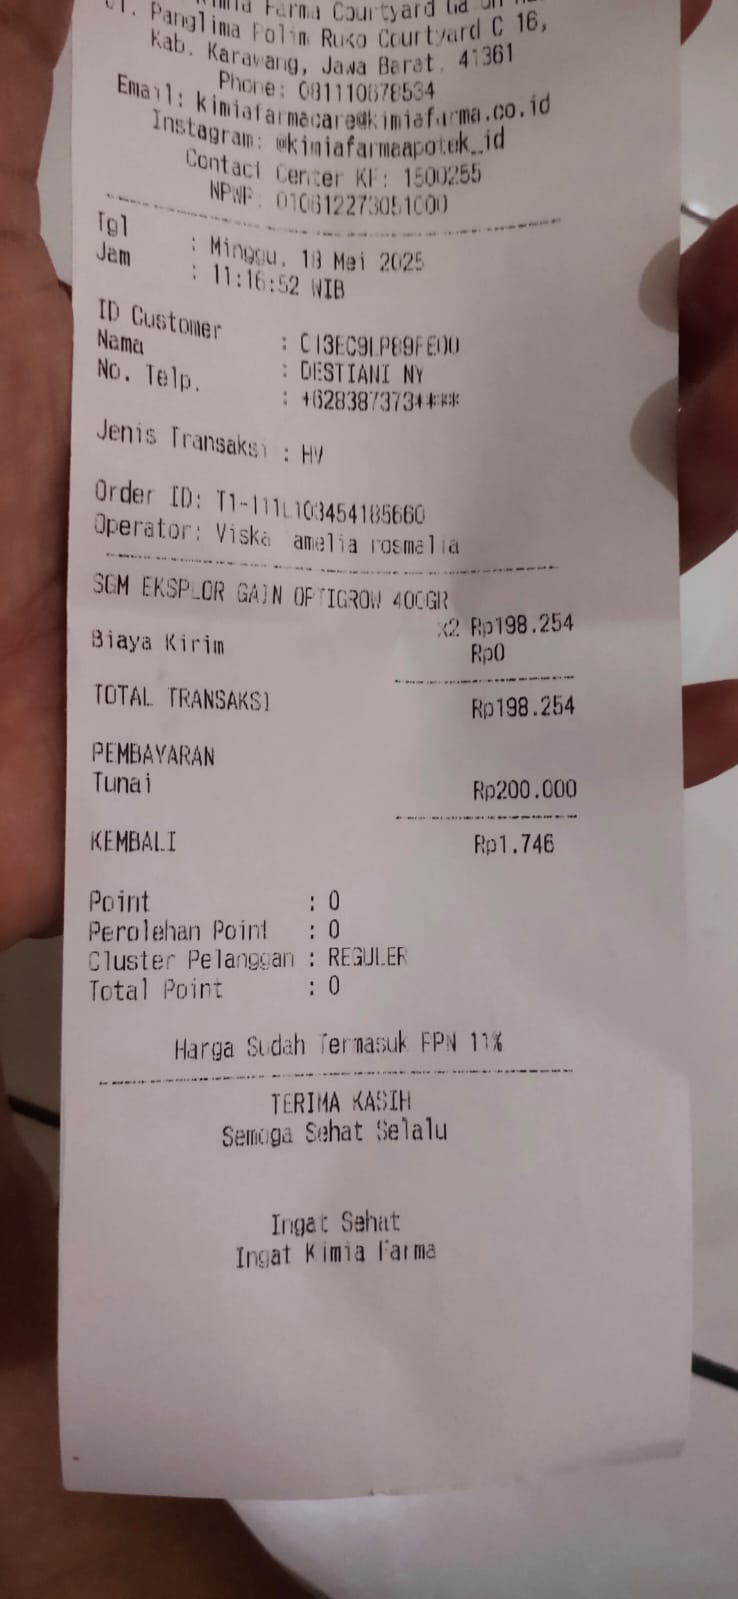 Farma Courtyard
Jl. Panglima Polim Ruko Courtyard C 16,
Kab. Karawang, Jawa Barat. 41361
Phone: 081110678534
Email: kimiafarmacare@kimiafarma.co.id
Instagram: @kimiafarmaapotek_id
Contact Center KF: 1500255
NPWP: 010612273051000
Tgl : Minggu, 18 Mei 2025
Jam : 11:16:52 WIB
ID Customer : C13EC9LP89FE00
Nama : DESTIANI NY
No. Telp. : +628387373****
Jenis Transaksi : HV
Order ID: T1-111L103454185660
Operator: Viska amelia rosmalia
SGM EKSPLOR GAIN OPTIGROW 400GR
x2 Rp198.254
Biaya Kirim Rp0
TOTAL TRANSAKSI Rp198.254
PEMBAYARAN
Tunai Rp200.000
KEMBALI Rp1.746
Point : 0
Perolehan Point : 0
Cluster Pelanggan : REGULER
Total Point : 0
Harga Sudah Termasuk PPN 11%
TERIMA KASIH
Semoga Sehat Selalu
Ingat Sehat
Ingat Kimia Farma